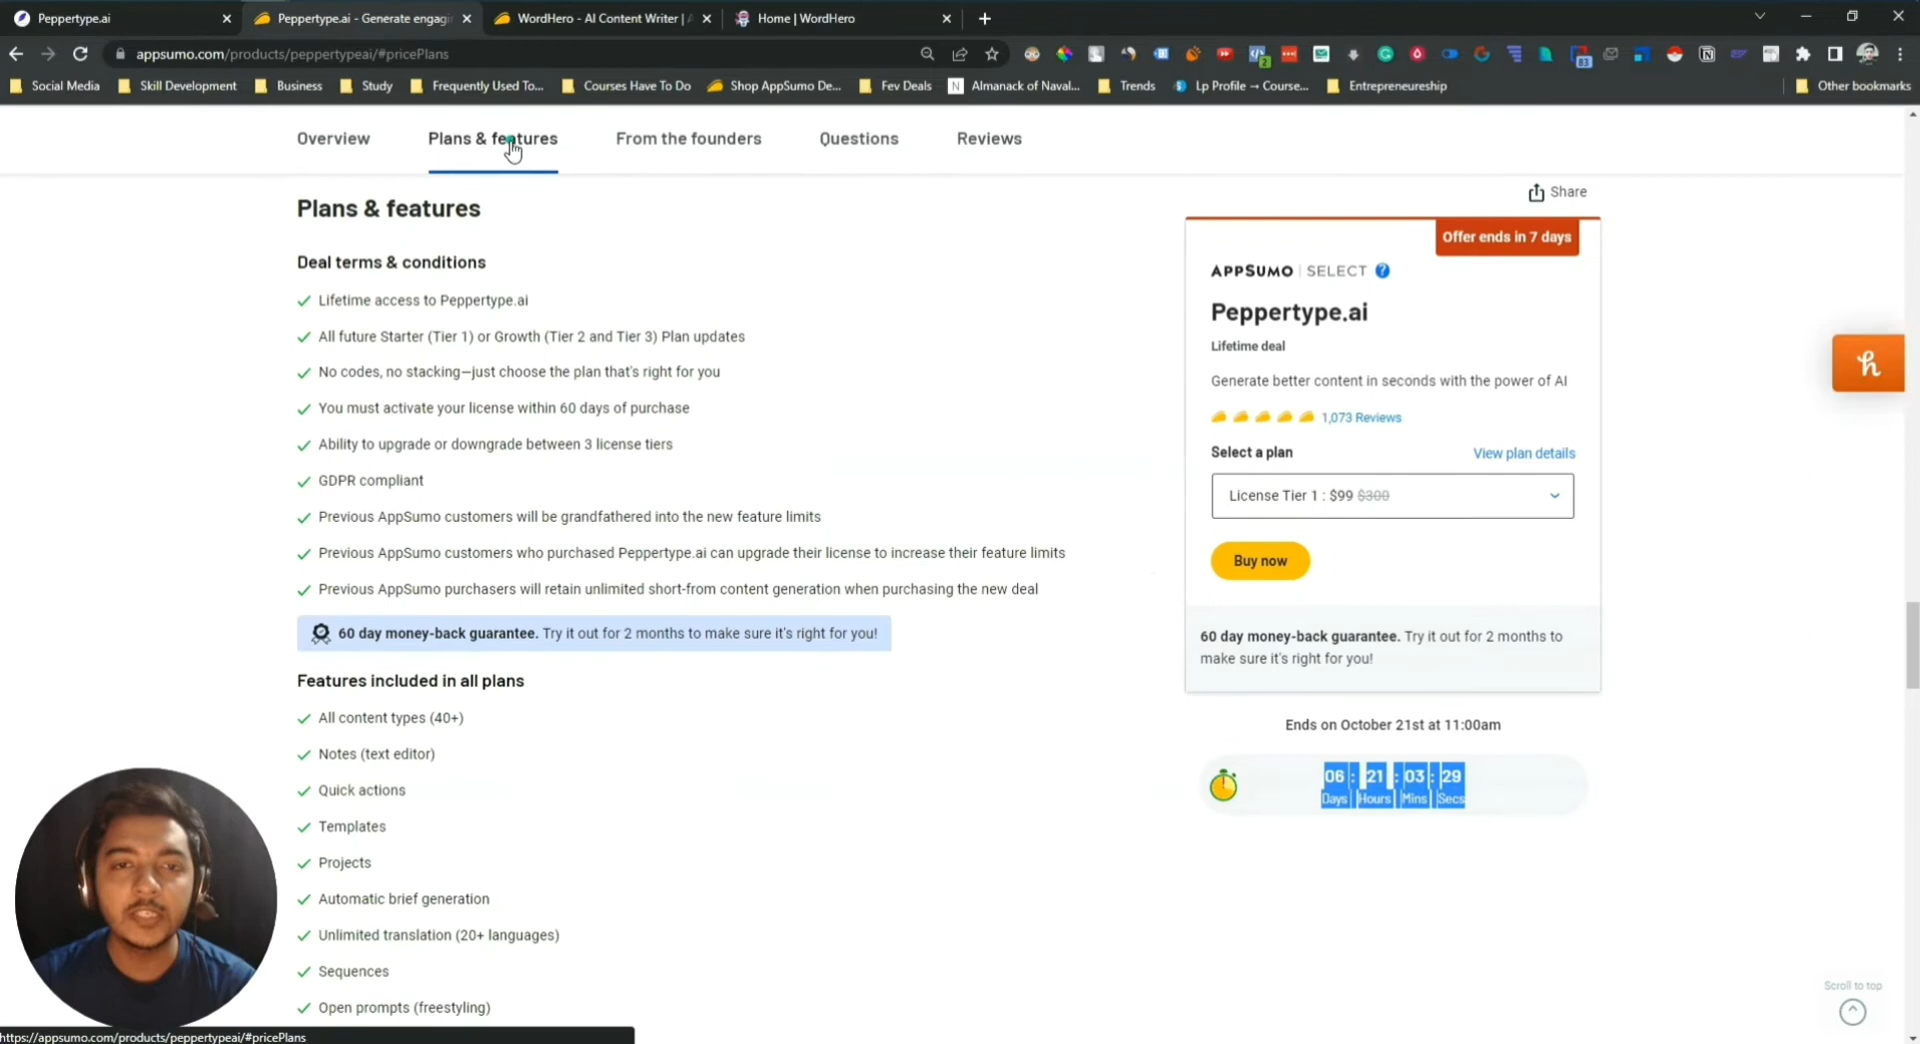 Peppertype.ai
Peppertype.ai - Generate engagi
WordHero - AI Content Writer | A
Home | WordHero
appsumo.com/products/peppertypeai/#pricePlans
Social Media
Skill Development
Business
Study
Frequently Used To...
Courses Have To Do
Shop AppSumo De...
Fev Deals
Almanack of Naval...
Trends
Lp Profile → Course...
Entrepreneureship
Other bookmarks
Overview
Plans & features
From the founders
Questions
Reviews
Plans & features
Deal terms & conditions
Lifetime access to Peppertype.ai
All future Starter (Tier 1) or Growth (Tier 2 and Tier 3) Plan updates
No codes, no stacking—just choose the plan that's right for you
You must activate your license within 60 days of purchase
Ability to upgrade or downgrade between 3 license tiers
GDPR compliant
Previous AppSumo customers will be grandfathered into the new feature limits
Previous AppSumo customers who purchased Peppertype.ai can upgrade their license to increase their feature limits
Previous AppSumo purchasers will retain unlimited short-from content generation when purchasing the new deal
60 day money-back guarantee. Try it out for 2 months to make sure it's right for you!
Features included in all plans
All content types (40+)
Notes (text editor)
Quick actions
Templates
Projects
Automatic brief generation
Unlimited translation (20+ languages)
Sequences
Open prompts (freestyling)
Share
Offer ends in 7 days
APPSUMO | SELECT ?
Peppertype.ai
Lifetime deal
Generate better content in seconds with the power of AI
1,073 Reviews
Select a plan
View plan details
License Tier 1 : $99 $300
Buy now
60 day money-back guarantee. Try it out for 2 months to
make sure it's right for you!
Ends on October 21st at 11:00am
06 : 21 : 03 : 29
Days Hours Mins Secs
Scroll to top
https://appsumo.com/products/peppertypeai/#pricePlans